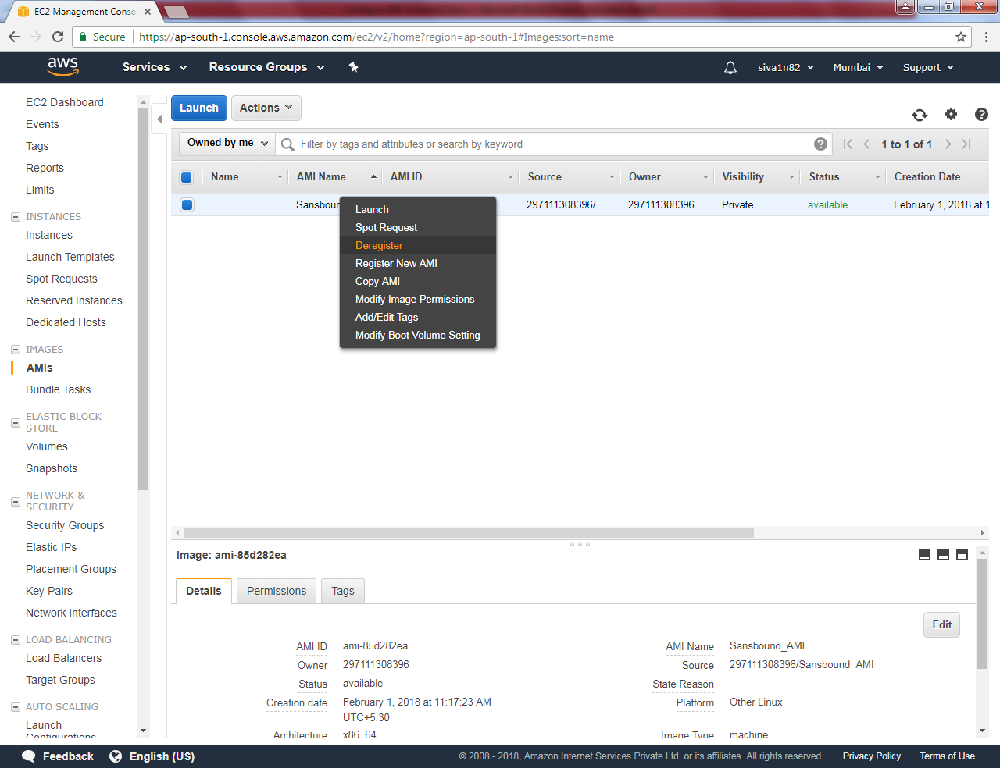 EC2 Management Conso
Secure
https://ap-south-1.console.aws.amazon.com/ec2/v2/home?region=ap-south-1#Images:sort=name
aws
Services
Resource Groups
siva1n82
Mumbai
Support
EC2 Dashboard
Events
Tags
Reports
Limits
INSTANCES
Instances
Launch Templates
Spot Requests
Reserved Instances
Dedicated Hosts
IMAGES
AMIs
Bundle Tasks
ELASTIC BLOCK
STORE
Volumes
Snapshots
NETWORK &
SECURITY
Security Groups
Elastic IPs
Placement Groups
Key Pairs
Network Interfaces
LOAD BALANCING
Load Balancers
Target Groups
AUTO SCALING
Launch
Configurations
Launch
Actions
Owned by me
Filter by tags and attributes or search by keyword
1 to 1 of 1
Name
AMI Name
AMI ID
Source
Owner
Visibility
Status
Creation Date
Sansboun
297111308396/...
297111308396
Private
available
February 1, 2018 at 1
Launch
Spot Request
Deregister
Register New AMI
Copy AMI
Modify Image Permissions
Add/Edit Tags
Modify Boot Volume Setting
Image: ami-85d282ea
Details
Permissions
Tags
Edit
AMI ID ami-85d282ea
AMI Name Sansbound_AMI
Owner 297111308396
Source 297111308396/Sansbound_AMI
Status available
State Reason -
Creation date February 1, 2018 at 11:17:23 AM
UTC+5:30
Platform Other Linux
Architecture x86_64
Image Type machine
Feedback
English (US)
© 2008 - 2018, Amazon Internet Services Private Ltd. or its affiliates. All rights reserved.
Privacy Policy
Terms of Use